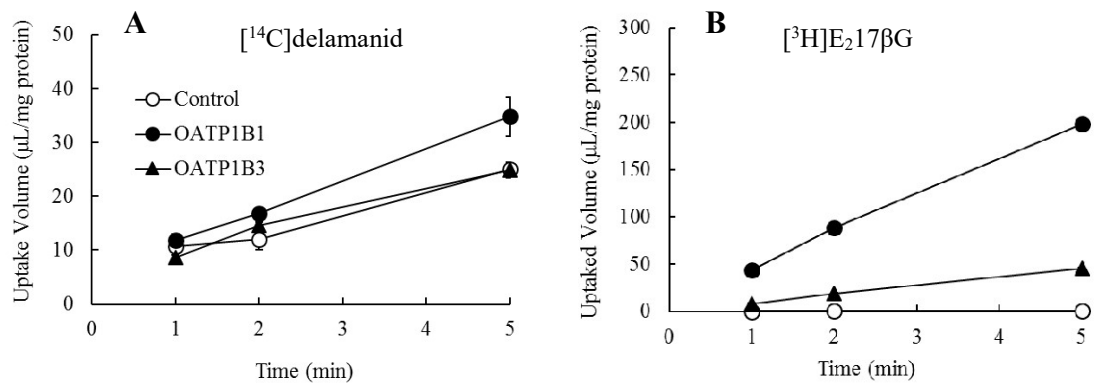 A
[¹⁴C]delamanid
Uptake Volume (μL/mg protein)
50
40
30
20
10
0
Control
OATP1B1
OATP1B3
0 1 2 3 4 5
Time (min)
B
[³H]E₂17βG
Uptaked Volume (μL/mg protein)
300
250
200
150
100
50
0
0 1 2 3 4 5
Time (min)